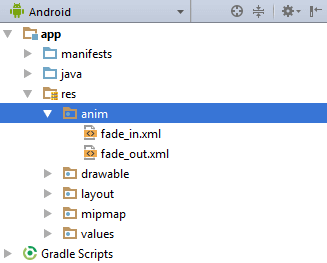 Android
app
manifests
java
res
anim
fade_in.xml
fade_out.xml
drawable
layout
mipmap
values
Gradle Scripts